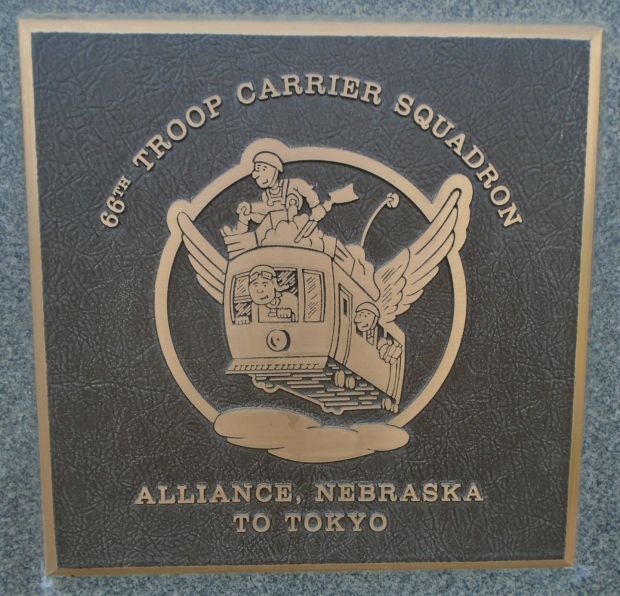 66TH TROOP CARRIER SQUADRON
ALLIANCE, NEBRASKA
TO TOKYO